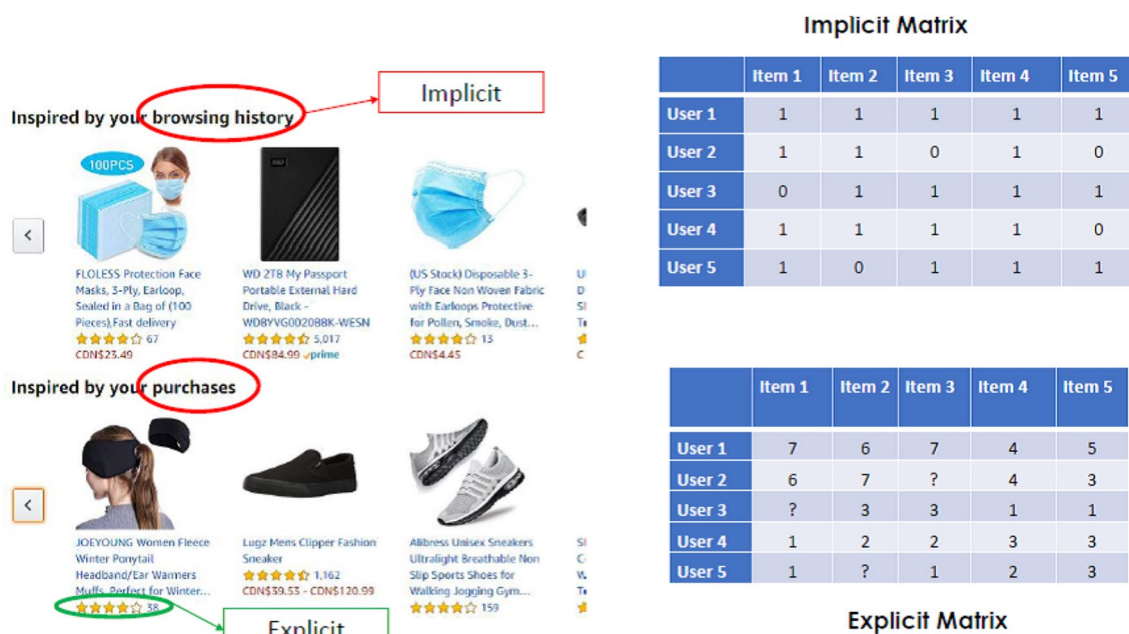 Implicit Matrix
Implicit
Inspired by your browsing history
100PCS
FLOLESS Protection Face
Masks, 3-Ply, Earloop,
Sealed in a Bag of (100
Pieces),Fast delivery
67
CDN$23.49
WD 2TB My Passport
Portable External Hard
Drive, Black -
WDBYVG0020BBK-WESN
5,017
CDN$84.99 prime
(US Stock) Disposable 3-
Ply Face Non Woven Fabric
with Earloops Protective
for Pollen, Smoke, Dust...
13
CDN$4.45
Inspired by your purchases
JOEYOUNG Women Fleece
Winter Ponytail
Headband/Ear Warmers
Muffs, Perfect for Winter...
38
Lugz Mens Clipper Fashion
Sneaker
1,162
CDN$39.53 - CDN$120.99
Alibress Unisex Sneakers
Ultralight Breathable Non
Slip Sports Shoes for
Walking Jogging Gym...
159
Explicit
Item 1 Item 2 Item 3 Item 4 Item 5
User 1 1 1 1 1 1
User 2 1 1 0 1 0
User 3 0 1 1 1 1
User 4 1 1 1 1 0
User 5 1 0 1 1 1
Item 1 Item 2 Item 3 Item 4 Item 5
User 1 7 6 7 4 5
User 2 6 7 ? 4 3
User 3 ? 3 3 1 1
User 4 1 2 2 3 3
User 5 1 ? 1 2 3
Explicit Matrix